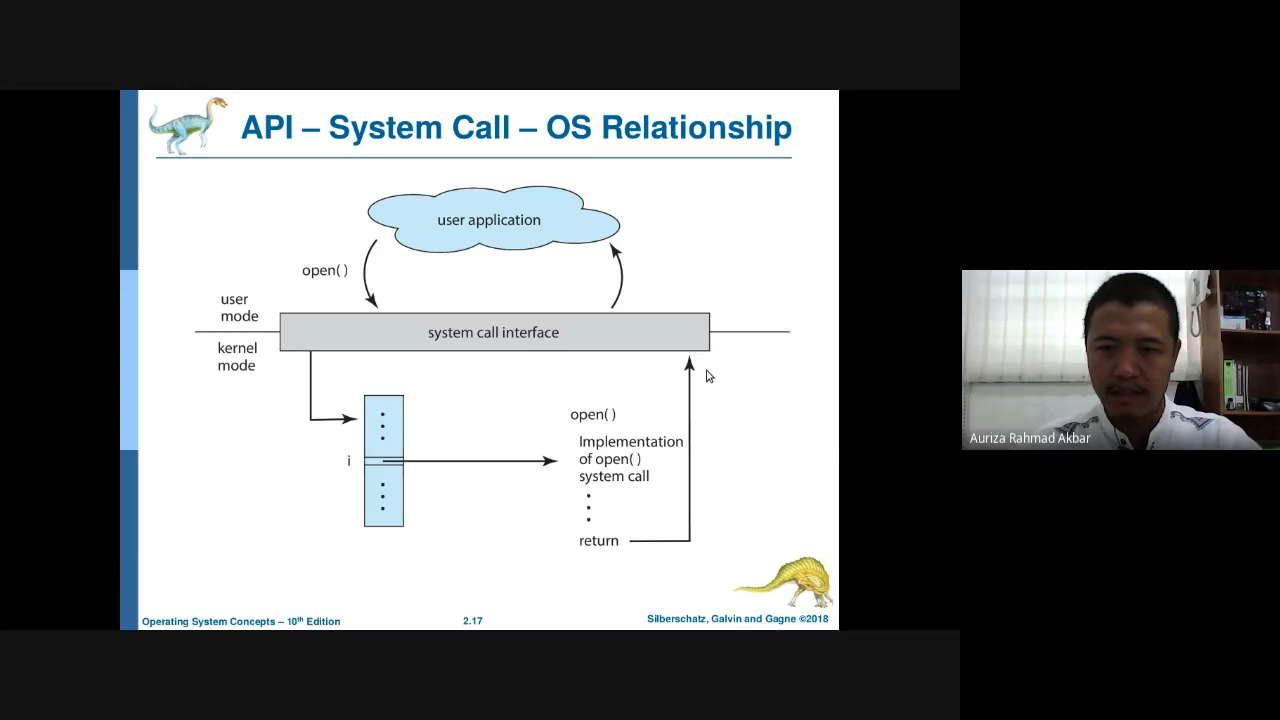 API – System Call – OS Relationship
user application
open( )
user
mode
system call interface
kernel
mode
open( )
Implementation
of open( )
system call
i
return
Operating System Concepts – 10th Edition
2.17
Silberschatz, Galvin and Gagne ©2018
Auriza Rahmad Akbar